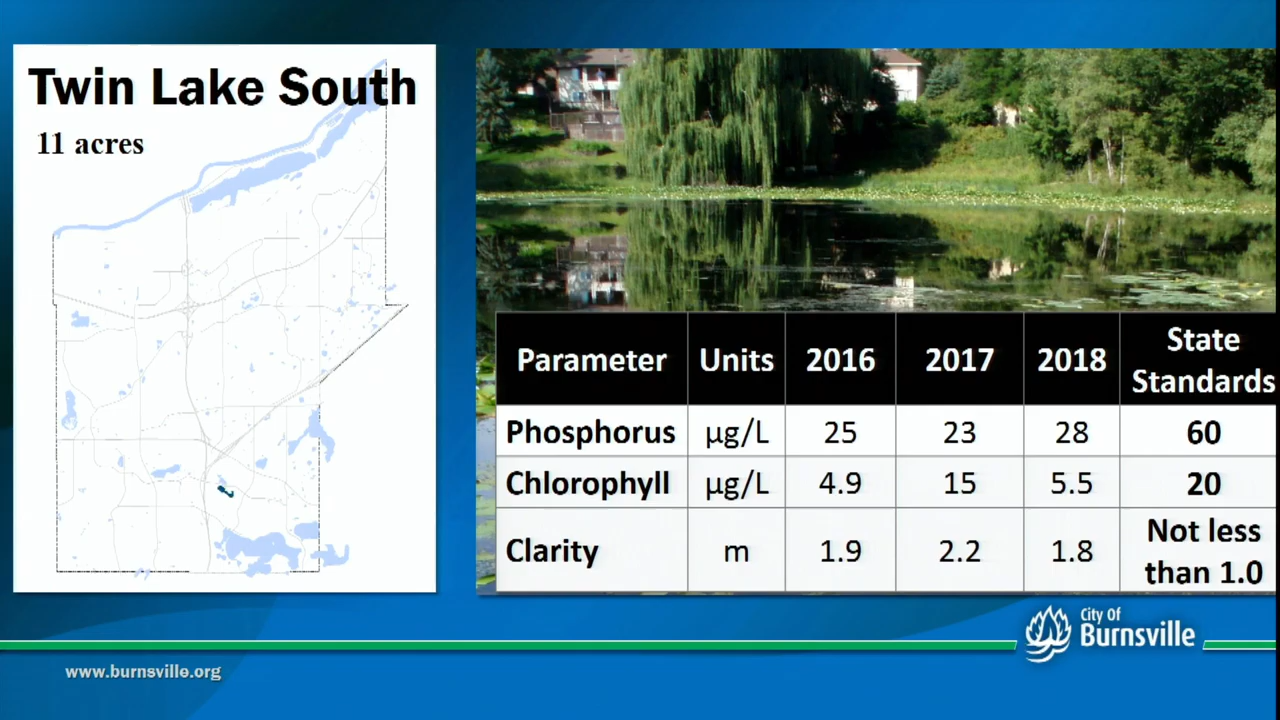 Twin Lake South
11 acres
Parameter Units 2016 2017 2018 State Standards
Phosphorus µg/L 25 23 28 60
Chlorophyll µg/L 4.9 15 5.5 20
Clarity m 1.9 2.2 1.8 Not less than 1.0
City Of
Burnsville
www.burnsville.org